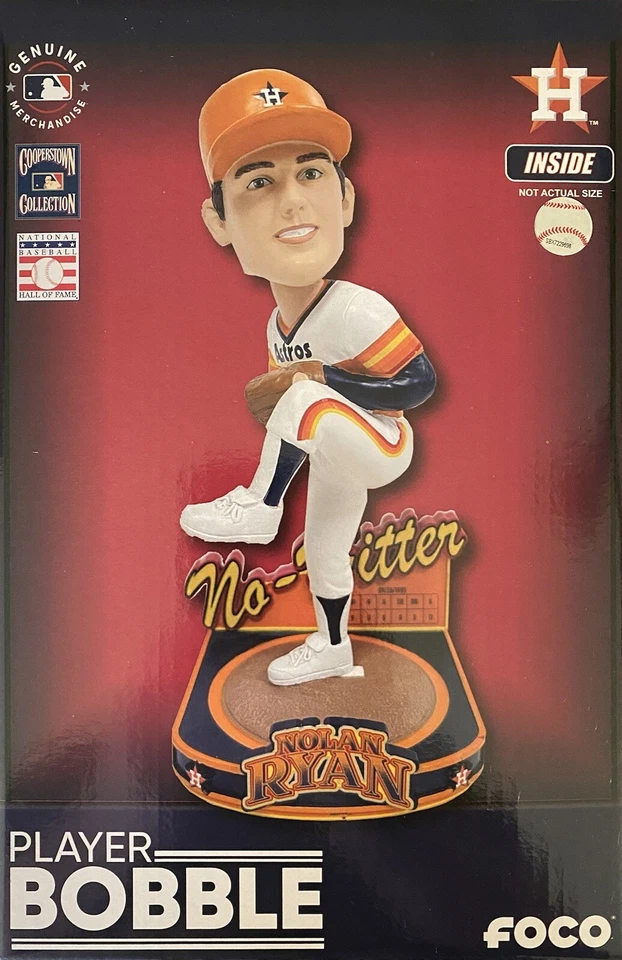 GENUINE
MERCHANDISE
COOPERSTOWN
COLLECTION
NATIONAL
BASEBALL
HALL OF FAME
H
TM
INSIDE
NOT ACTUAL SIZE
H
Astros
No-Hitter
NOLAN
RYAN
PLAYER
BOBBLE
FOCO